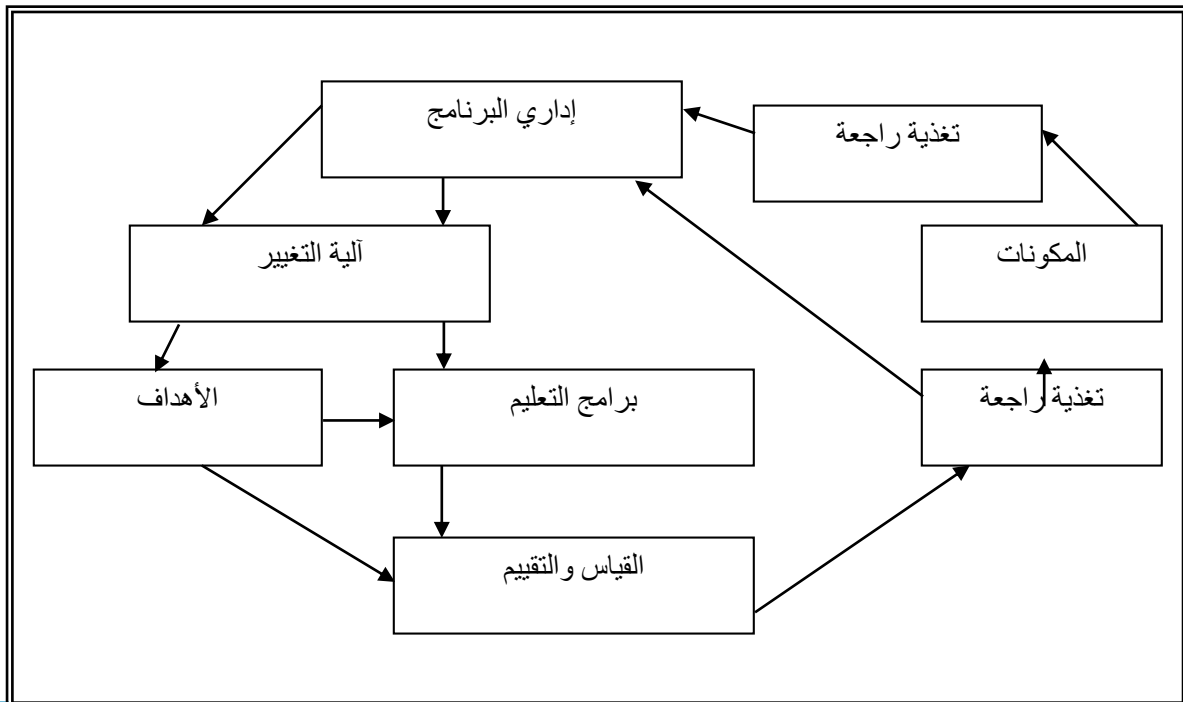 إداري البرنامج
تغذية راجعة
آلية التغيير
المكونات
الأهداف
برامج التعليم
تغذية راجعة
القياس والتقييم